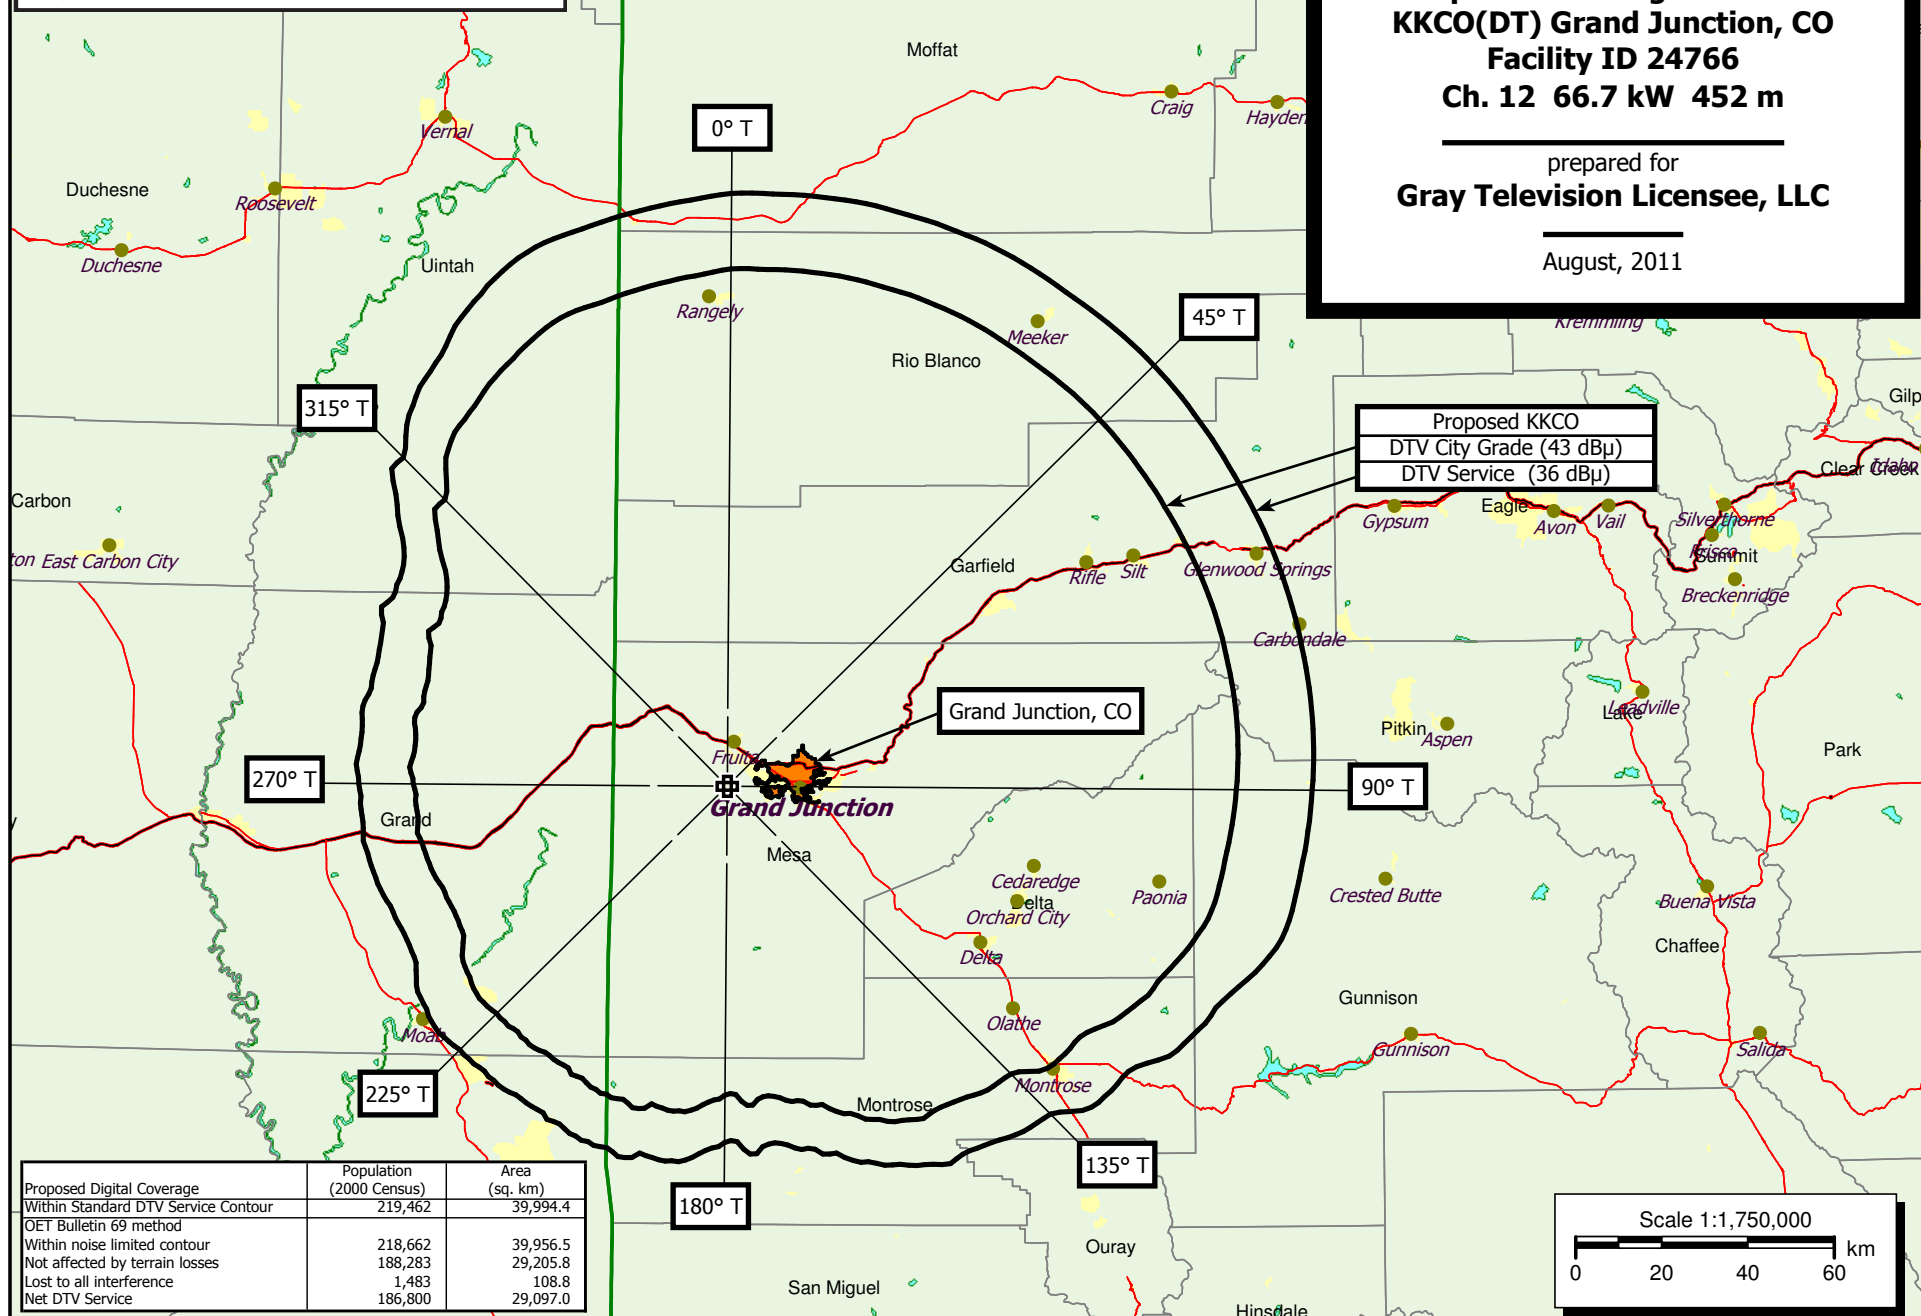 KKCO(DT) Grand Junction, CO
Facility ID 24766
Ch. 12 66.7 kW 452 m
prepared for
Gray Television Licensee, LLC
August, 2011
Moffat
Craig
Hayden
Vernal
0° T
Duchesne
Roosevelt
Duchesne
Uintah
Rangely
Meeker
45° T
Kremmling
Rio Blanco
315° T
Gilp
Proposed KKCO
DTV City Grade (43 dBµ)
DTV Service (36 dBµ)
Clear Creek
Idaho
Carbon
Gypsum
Eagle
Avon
Vail
Silverthorne
Frisco
Summit
ton
East Carbon City
Garfield
Rifle
Silt
Glenwood Springs
Breckenridge
Carbondale
Grand Junction, CO
Leadville
Lake
Pitkin
Aspen
Park
Fruita
270° T
90° T
Grand Junction
Grand
Mesa
Cedaredge
Delta
Orchard City
Paonia
Crested Butte
Buena Vista
Chaffee
Delta
Gunnison
Olathe
Moab
Gunnison
Salida
Montrose
225° T
Montrose
135° T
180° T
Ouray
San Miguel
Hinsdale
Proposed Digital Coverage Population (2000 Census) Area (sq. km)
Within Standard DTV Service Contour 219,462 39,994.4
OET Bulletin 69 method
Within noise limited contour 218,662 39,956.5
Not affected by terrain losses 188,283 29,205.8
Lost to all interference 1,483 108.8
Net DTV Service 186,800 29,097.0
Scale 1:1,750,000
km
0 20 40 60